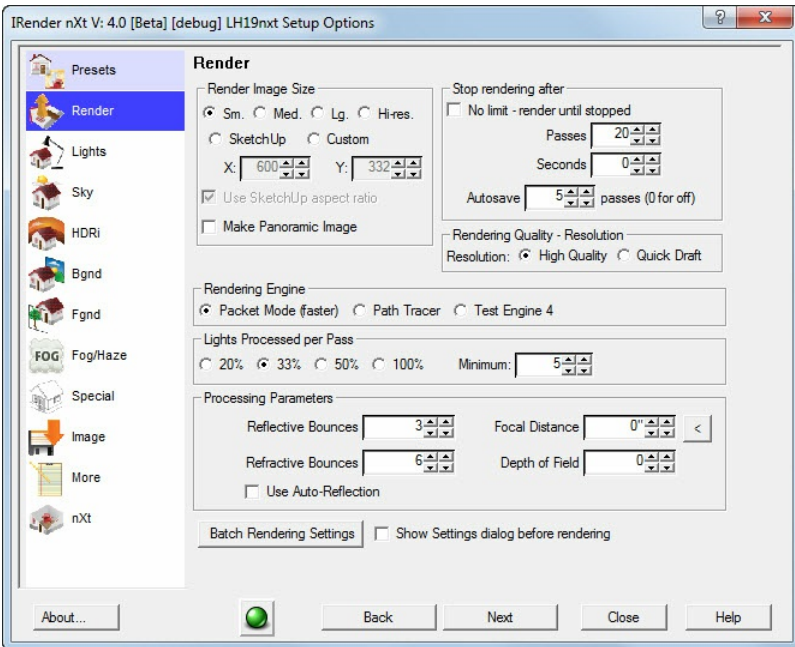 IRender nXt V: 4.0 [Beta] [debug] LH19nxt Setup Options
?
X
Presets
Render
Lights
Sky
HDRi
Bgnd
Fgnd
FOG Fog/Haze
Special
Image
More
nXt
Render
Render Image Size
Sm. Med. Lg. Hi-res.
SketchUp Custom
X: 600 Y: 332
Use SketchUp aspect ratio
Make Panoramic Image
Stop rendering after
No limit - render until stopped
Passes 20
Seconds 0
Autosave 5 passes (0 for off)
Rendering Quality - Resolution
Resolution: High Quality Quick Draft
Rendering Engine
Packet Mode (faster) Path Tracer Test Engine 4
Lights Processed per Pass
20% 33% 50% 100% Minimum: 5
Processing Parameters
Reflective Bounces 3 Focal Distance 0" <
Refractive Bounces 6 Depth of Field 0
Use Auto-Reflection
Batch Rendering Settings Show Settings dialog before rendering
About... Back Next Close Help